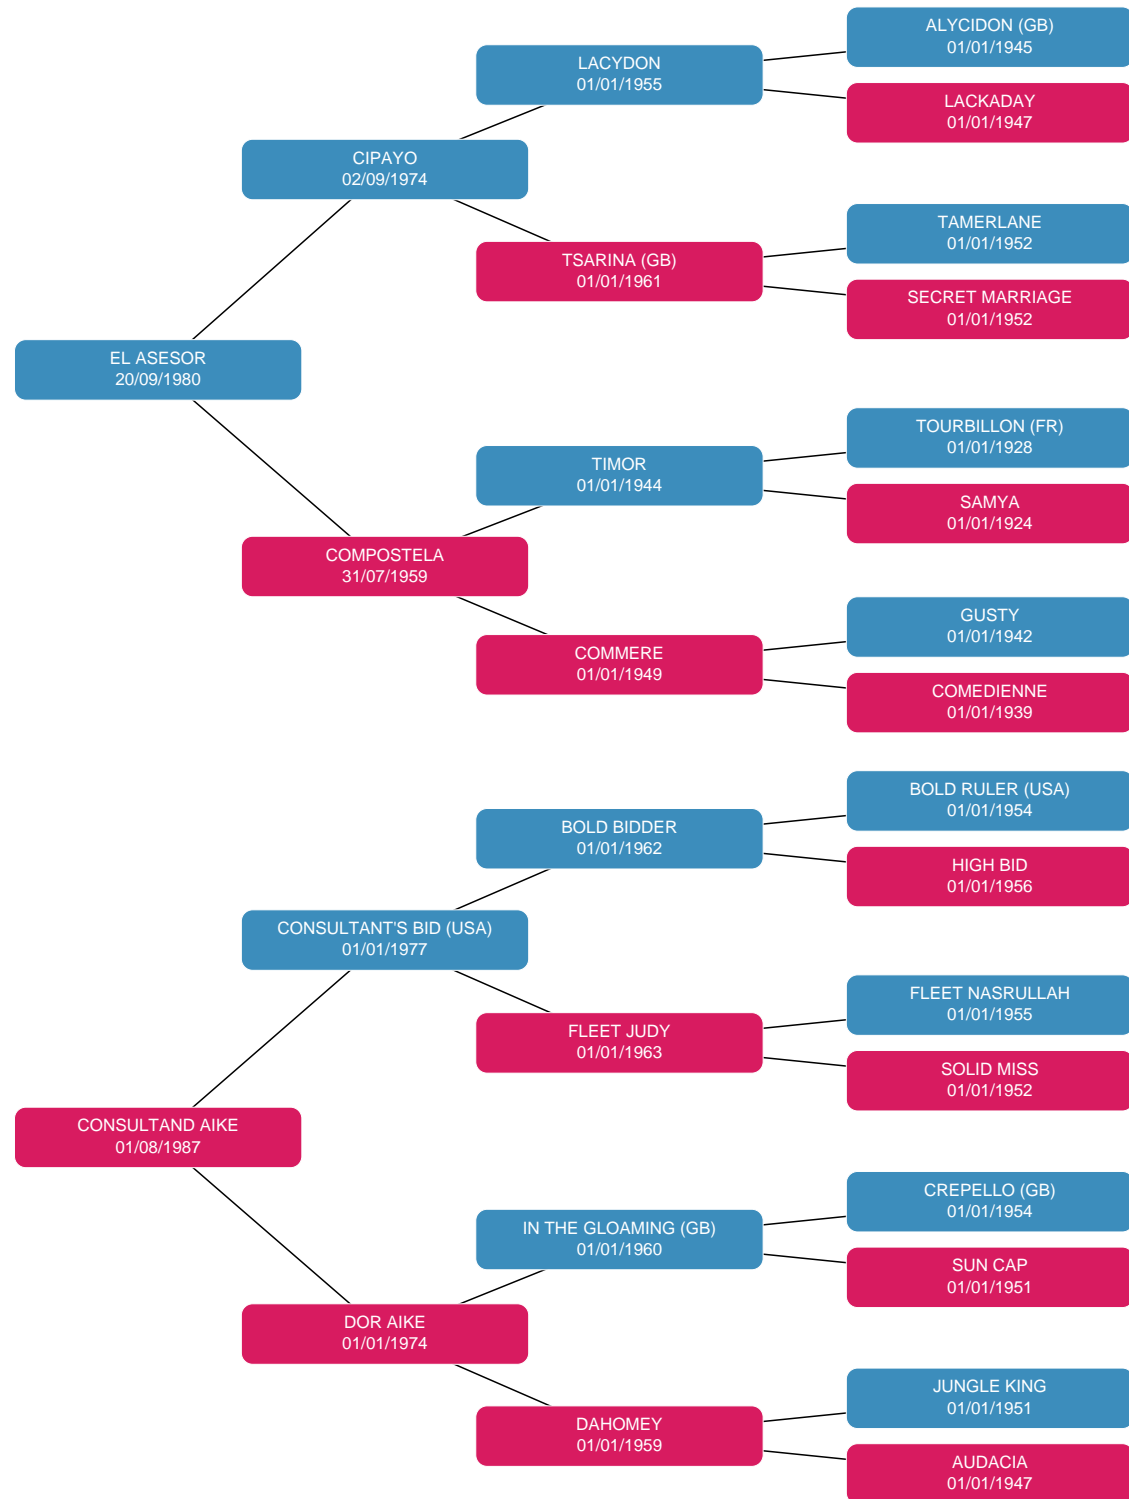 ALYCIDON (GB)
01/01/1945
LACYDON
01/01/1955
LACKADAY
01/01/1947
CIPAYO
02/09/1974
TAMERLANE
01/01/1952
TSARINA (GB)
01/01/1961
SECRET MARRIAGE
01/01/1952
EL ASESOR
20/09/1980
TOURBILLON (FR)
01/01/1928
TIMOR
01/01/1944
SAMYA
01/01/1924
COMPOSTELA
31/07/1959
GUSTY
01/01/1942
COMMERE
01/01/1949
COMEDIENNE
01/01/1939
BOLD RULER (USA)
01/01/1954
BOLD BIDDER
01/01/1962
HIGH BID
01/01/1956
CONSULTANT'S BID (USA)
01/01/1977
FLEET NASRULLAH
01/01/1955
FLEET JUDY
01/01/1963
SOLID MISS
01/01/1952
CONSULTAND AIKE
01/08/1987
CREPELLO (GB)
01/01/1954
IN THE GLOAMING (GB)
01/01/1960
SUN CAP
01/01/1951
DOR AIKE
01/01/1974
JUNGLE KING
01/01/1951
DAHOMEY
01/01/1959
AUDACIA
01/01/1947